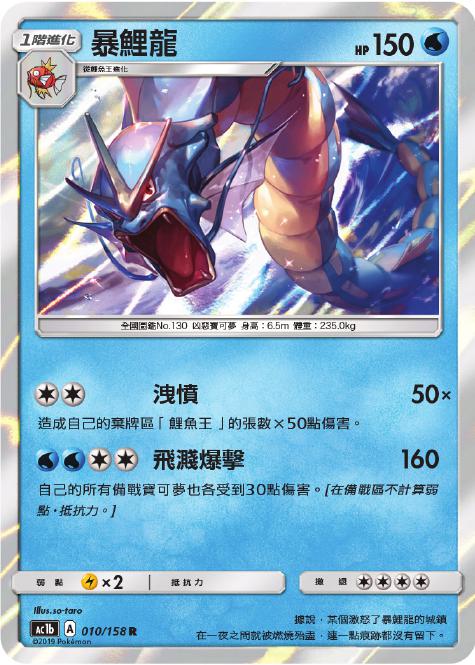 1階進化
暴鯉龍
HP 150
從鯉魚王進化
全國圖鑑No.130 凶惡寶可夢 身高：6.5m 體重：235.0kg
洩憤 50×
造成自己的棄牌區「鯉魚王」的張數×50點傷害。
飛濺爆擊 160
自己的所有備戰寶可夢也各受到30點傷害。[在備戰區不計算弱
點・抵抗力。]
弱點 ×2 抵抗力 撤退
Illus.so-taro
AC1b A 010/158 R
©2019 Pokémon
據說，某個激怒了暴鯉龍的城鎮
在一夜之間就被燃燒殆盡，連一點痕跡都沒有留下。